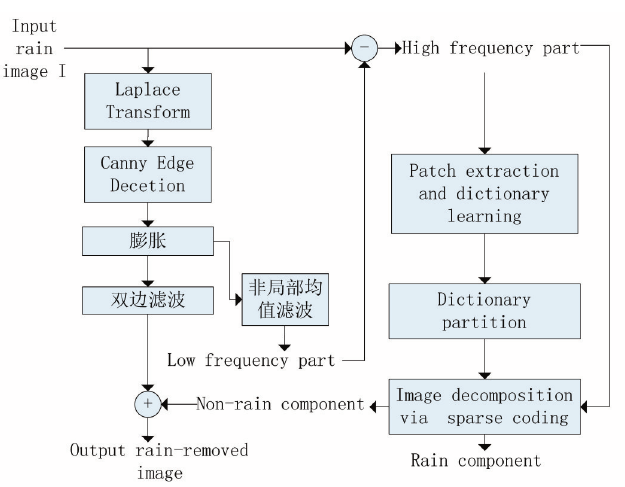 Input
rain
image I
-
High frequency part
Laplace
Transform
Canny Edge
Decetion
膨胀
双边滤波
非局部均
值滤波
Low frequency part
Patch extraction
and dictionary
learning
Dictionary
partition
Image decomposition
via sparse coding
Rain component
Non-rain component
+
Output rain-removed
image